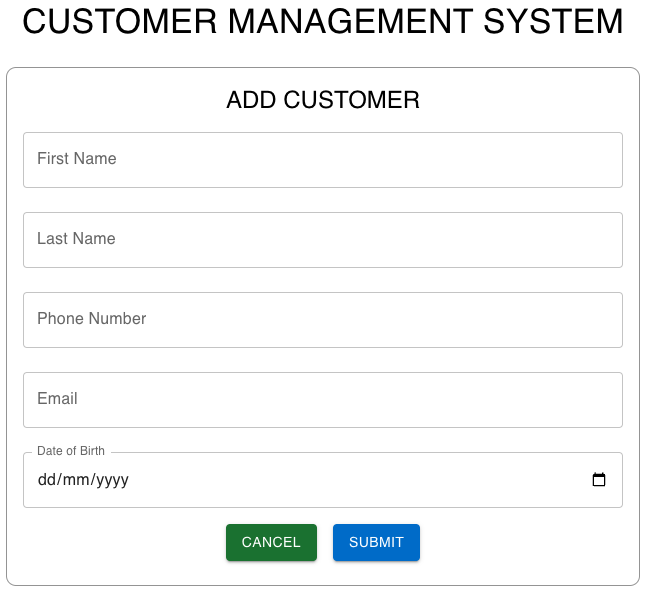 CUSTOMER MANAGEMENT SYSTEM
ADD CUSTOMER
First Name
Last Name
Phone Number
Email
Date of Birth
dd/mm/yyyy
CANCEL SUBMIT